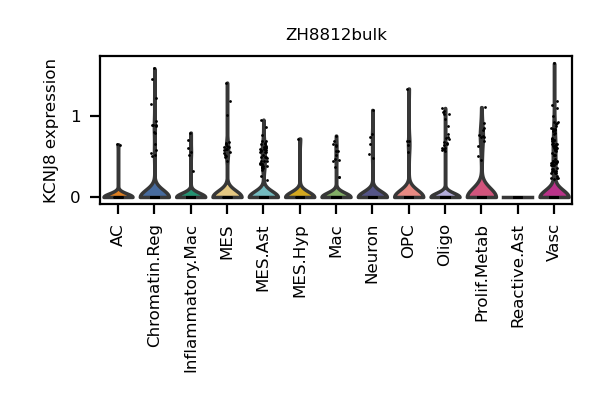 ZH8812bulk
KCNJ8 expression
1
0
AC
Chromatin.Reg
Inflammatory.Mac
MES
MES.Ast
MES.Hyp
Mac
Neuron
OPC
Oligo
Prolif.Metab
Reactive.Ast
Vasc